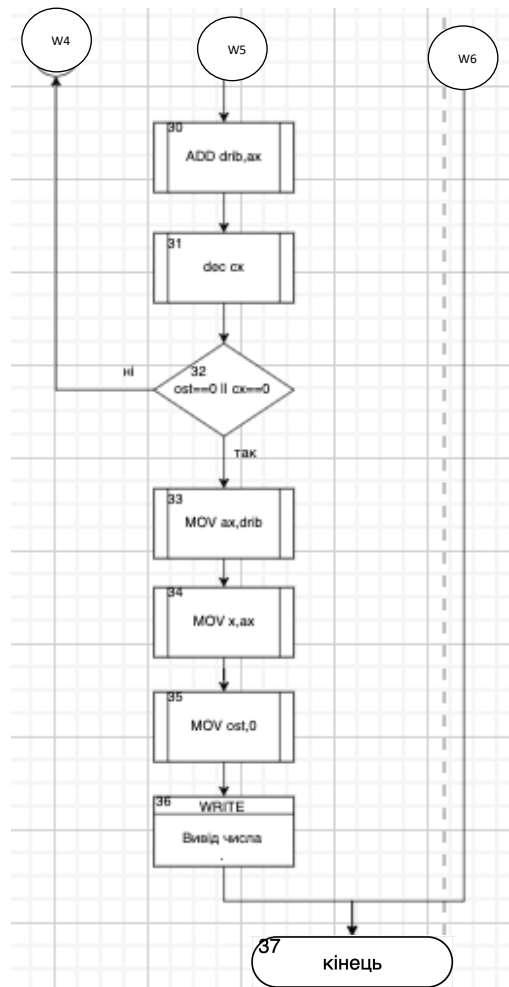 W4
W5
W6
30
ADD drib,ax
31
dec cx
32
ost==0 || cx==0
ні
так
33
MOV ax,drib
34
MOV x,ax
35
MOV ost,0
36
WRITE
Вивід числа
.
37
кінець